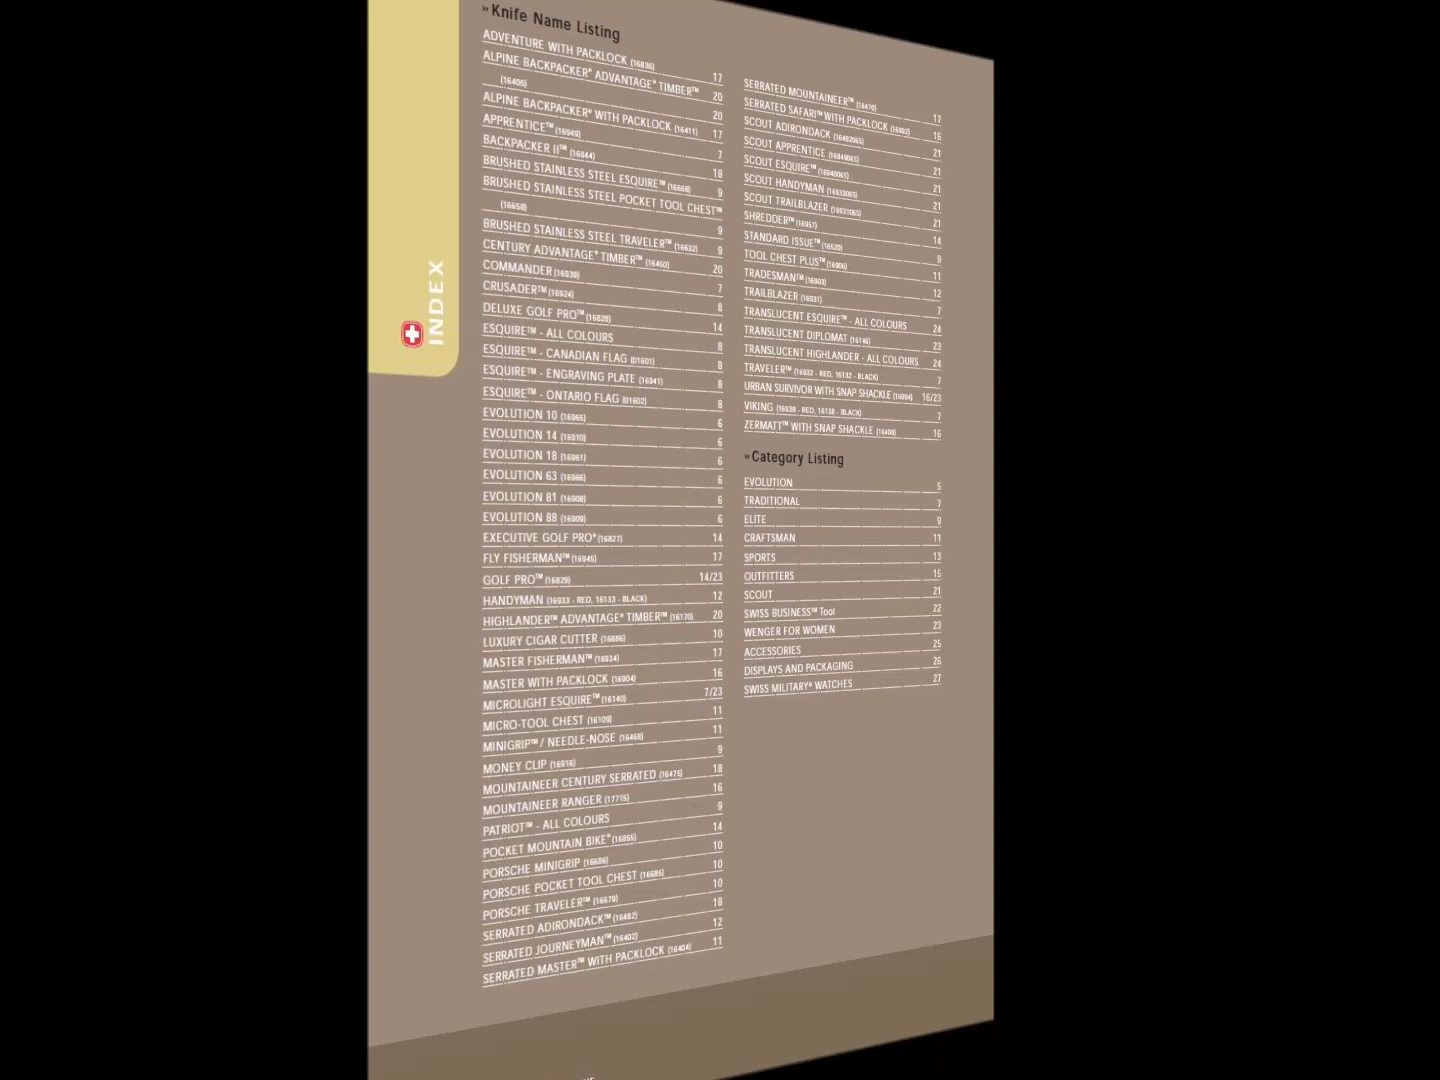 INDEX
» Knife Name Listing
ADVENTURE WITH PACKLOCK (16836) 17
ALPINE BACKPACKER® ADVANTAGE® TIMBER™ 20
(16405) 20
ALPINE BACKPACKER® WITH PACKLOCK (16411) 17
APPRENTICE™ (16949) 7
BACKPACKER II™ (16944) 18
BRUSHED STAINLESS STEEL ESQUIRE™ (16668) 9
BRUSHED STAINLESS STEEL POCKET TOOL CHEST™
(16658) 9
BRUSHED STAINLESS STEEL TRAVELER™ (16632) 9
CENTURY ADVANTAGE® TIMBER™ (16450) 20
COMMANDER (16939) 7
CRUSADER™ (16924) 8
DELUXE GOLF PRO™ (16828) 14
ESQUIRE™ - ALL COLOURS 8
ESQUIRE™ - CANADIAN FLAG (01601) 8
ESQUIRE™ - ENGRAVING PLATE (16941) 8
ESQUIRE™ - ONTARIO FLAG (01602) 8
EVOLUTION 10 (16965) 6
EVOLUTION 14 (16910) 6
EVOLUTION 18 (16961) 6
EVOLUTION 63 (16966) 6
EVOLUTION 81 (16908) 6
EVOLUTION 88 (16909) 6
EXECUTIVE GOLF PRO® (16827) 14
FLY FISHERMAN™ (16945) 17
GOLF PRO™ (16829) 14/23
HANDYMAN (16933 - RED, 16133 - BLACK) 12
HIGHLANDER™ ADVANTAGE® TIMBER™ (16170) 20
LUXURY CIGAR CUTTER (16886) 10
MASTER FISHERMAN™ (16934) 17
MASTER WITH PACKLOCK (16904) 16
MICROLIGHT ESQUIRE™ (16140) 7/23
MICRO-TOOL CHEST (16109) 11
MINIGRIP™ / NEEDLE-NOSE (16468) 11
MONEY CLIP (16916) 9
MOUNTAINEER CENTURY SERRATED (16475) 18
MOUNTAINEER RANGER (17715) 16
PATRIOT™ - ALL COLOURS 9
POCKET MOUNTAIN BIKE® (16855) 14
PORSCHE MINIGRIP (16686) 10
PORSCHE POCKET TOOL CHEST (16685) 10
PORSCHE TRAVELER™ (16679) 10
SERRATED ADIRONDACK™ (16482) 18
SERRATED JOURNEYMAN™ (16402) 12
SERRATED MASTER™ WITH PACKLOCK (16404) 11
SERRATED MOUNTAINEER™ (16470) 17
SERRATED SAFARI™ WITH PACKLOCK (16992) 16
SCOUT ADIRONDACK (16482065) 21
SCOUT APPRENTICE (16949065) 21
SCOUT ESQUIRE™ (16940065) 21
SCOUT HANDYMAN (16933065) 21
SCOUT TRAILBLAZER (16931065) 21
SHREDDER™ (16957) 14
STANDARD ISSUE™ (16520) 9
TOOL CHEST PLUS™ (16906) 11
TRADESMAN™ (16903) 12
TRAILBLAZER (16931) 7
TRANSLUCENT ESQUIRE™ - ALL COLOURS 24
TRANSLUCENT DIPLOMAT (16146) 23
TRANSLUCENT HIGHLANDER - ALL COLOURS 24
TRAVELER™ (16932 - RED, 16132 - BLACK) 7
URBAN SURVIVOR WITH SNAP SHACKLE (16994) 16/23
VIKING (16938 - RED, 16138 - BLACK) 7
ZERMATT™ WITH SNAP SHACKLE (16400) 16
» Category Listing
EVOLUTION 5
TRADITIONAL 7
ELITE 9
CRAFTSMAN 11
SPORTS 13
OUTFITTERS 15
SCOUT 21
SWISS BUSINESS™ Tool 22
WENGER FOR WOMEN 23
ACCESSORIES 25
DISPLAYS AND PACKAGING 26
SWISS MILITARY® WATCHES 27